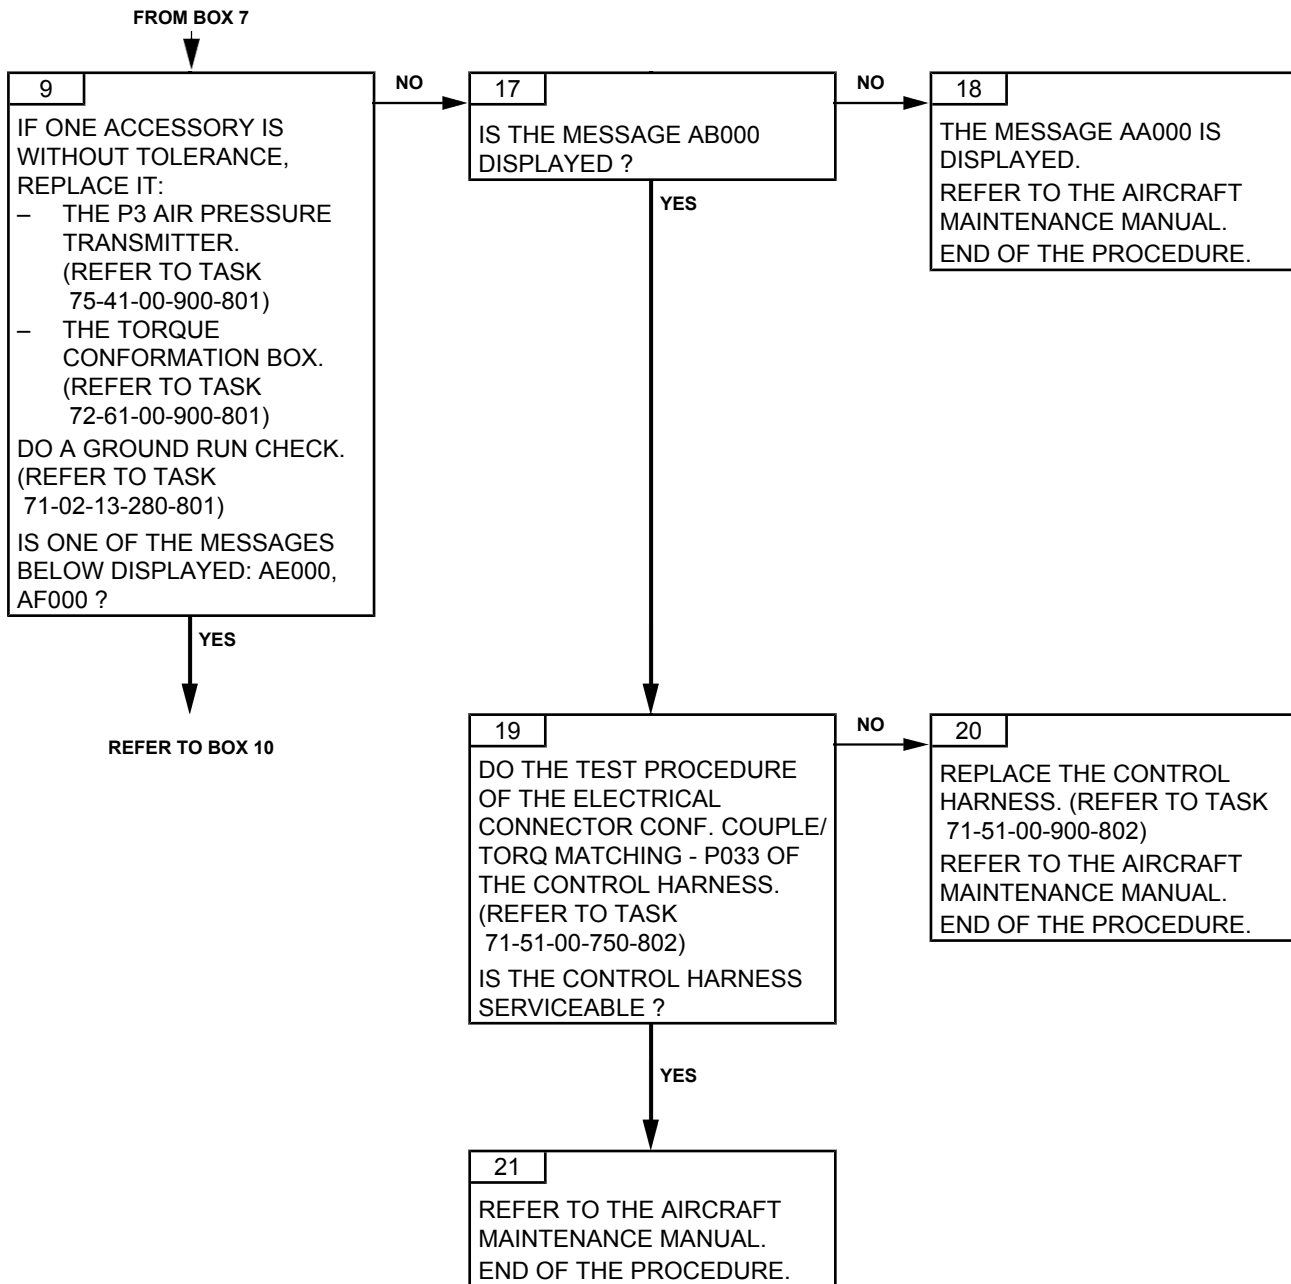 FROM BOX 7
9
IF ONE ACCESSORY IS
WITHOUT TOLERANCE,
REPLACE IT:
– THE P3 AIR PRESSURE
TRANSMITTER.
(REFER TO TASK
75-41-00-900-801)
– THE TORQUE
CONFORMATION BOX.
(REFER TO TASK
72-61-00-900-801)
DO A GROUND RUN CHECK.
(REFER TO TASK
71-02-13-280-801)
IS ONE OF THE MESSAGES
BELOW DISPLAYED: AE000,
AF000 ?
YES
REFER TO BOX 10
NO
17
IS THE MESSAGE AB000
DISPLAYED ?
YES
NO
18
THE MESSAGE AA000 IS
DISPLAYED.
REFER TO THE AIRCRAFT
MAINTENANCE MANUAL.
END OF THE PROCEDURE.
19
DO THE TEST PROCEDURE
OF THE ELECTRICAL
CONNECTOR CONF. COUPLE/
TORQ MATCHING - P033 OF
THE CONTROL HARNESS.
(REFER TO TASK
71-51-00-750-802)
IS THE CONTROL HARNESS
SERVICEABLE ?
NO
20
REPLACE THE CONTROL
HARNESS. (REFER TO TASK
71-51-00-900-802)
REFER TO THE AIRCRAFT
MAINTENANCE MANUAL.
END OF THE PROCEDURE.
YES
21
REFER TO THE AIRCRAFT
MAINTENANCE MANUAL.
END OF THE PROCEDURE.